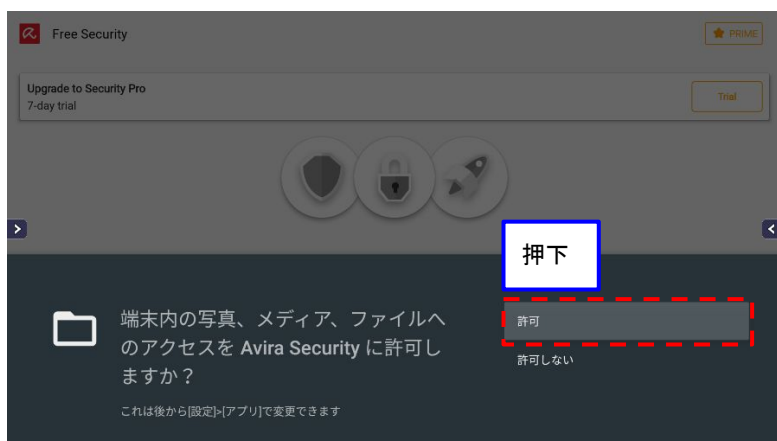 Free Security
PRIME
Upgrade to Security Pro
7-day trial
Trial
押下
端末内の写真、メディア、ファイルへ
のアクセスを Avira Security に許可し
ますか？
これは後から[設定]>[アプリ]で変更できます
許可
許可しない